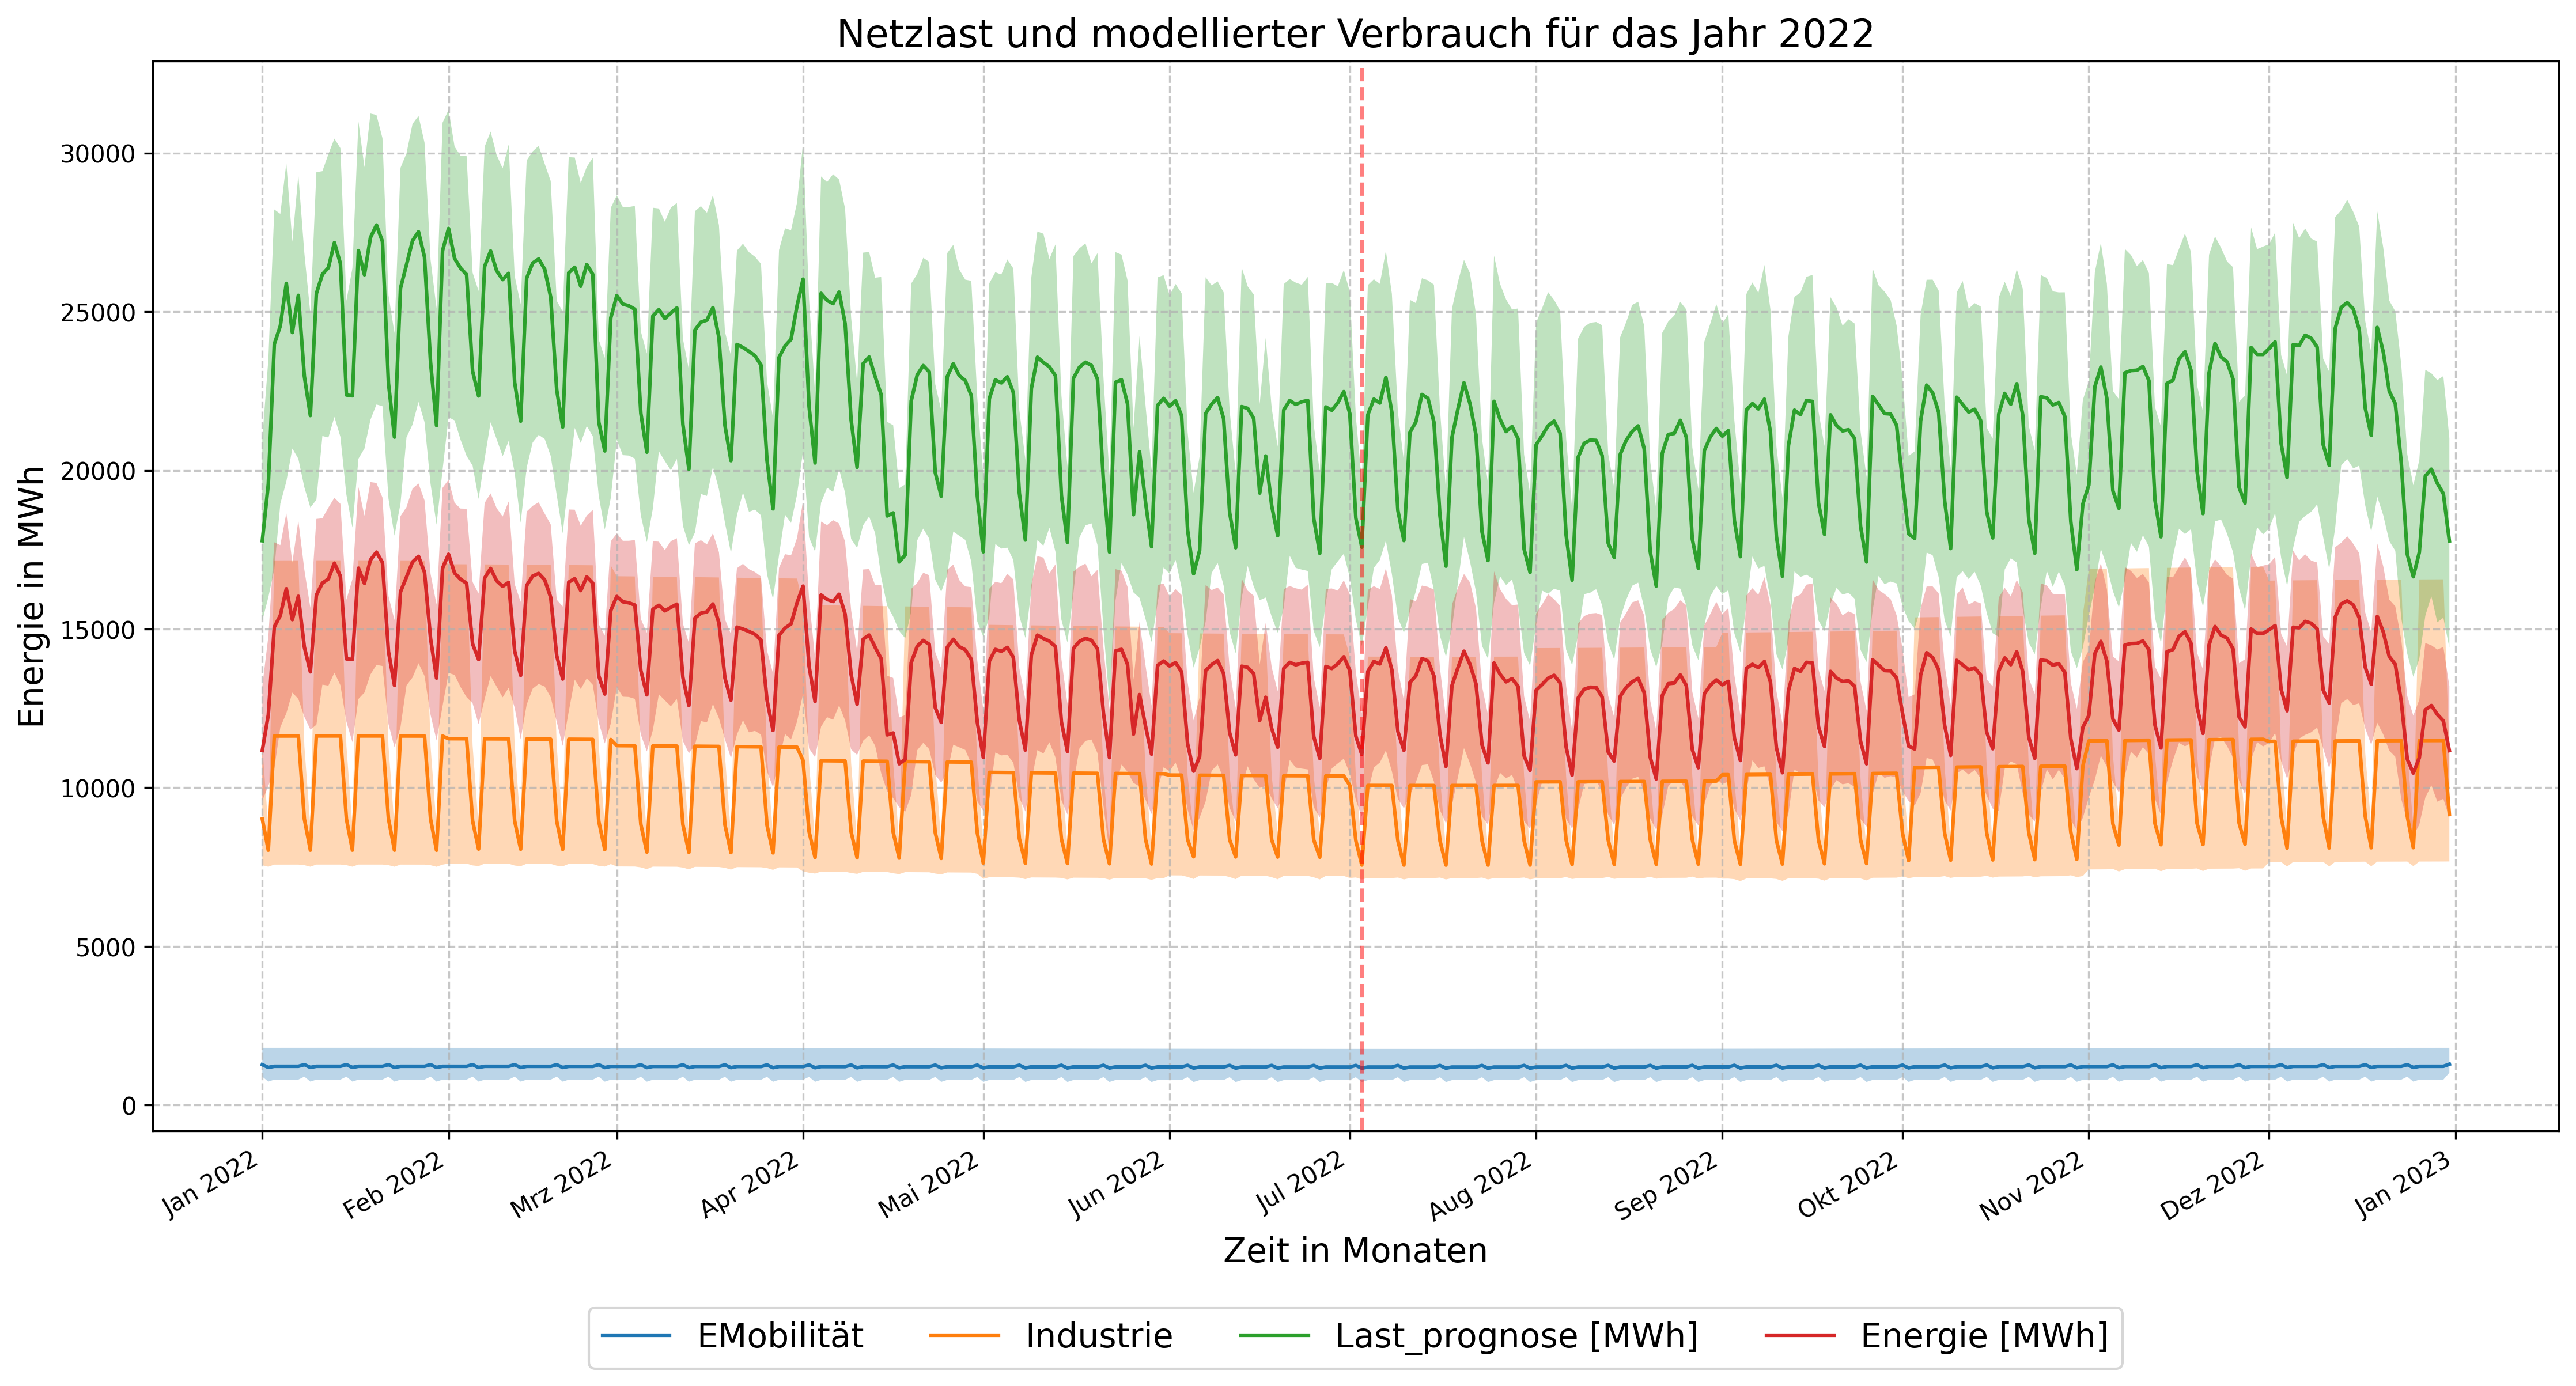 Netzlast und modellierter Verbrauch für das Jahr 2022
Energie in MWh
30000
25000
20000
15000
10000
5000
0
Jan 2022
Feb 2022
Mrz 2022
Apr 2022
Mai 2022
Jun 2022
Jul 2022
Aug 2022
Sep 2022
Okt 2022
Nov 2022
Dez 2022
Jan 2023
Zeit in Monaten
EMobilität
Industrie
Last_prognose [MWh]
Energie [MWh]